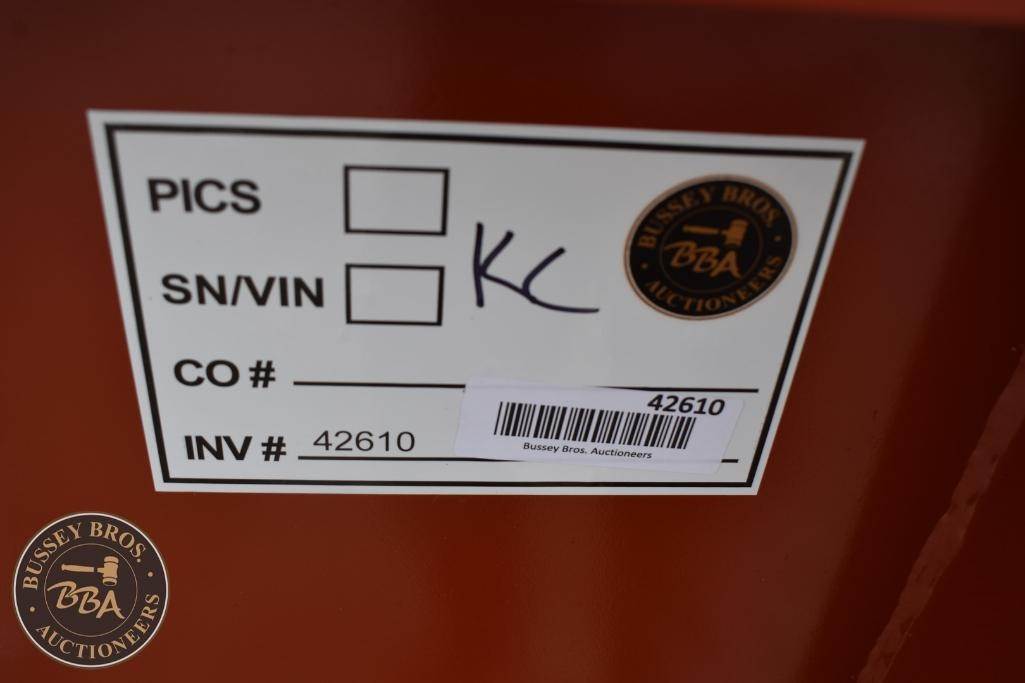 PICS
SN/VIN
KC
BUSSEY BROS.
BBA
AUCTIONEERS
CO #
INV # 42610
42610
Bussey Bros. Auctioneers
BUSSEY BROS.
BBA
AUCTIONEERS